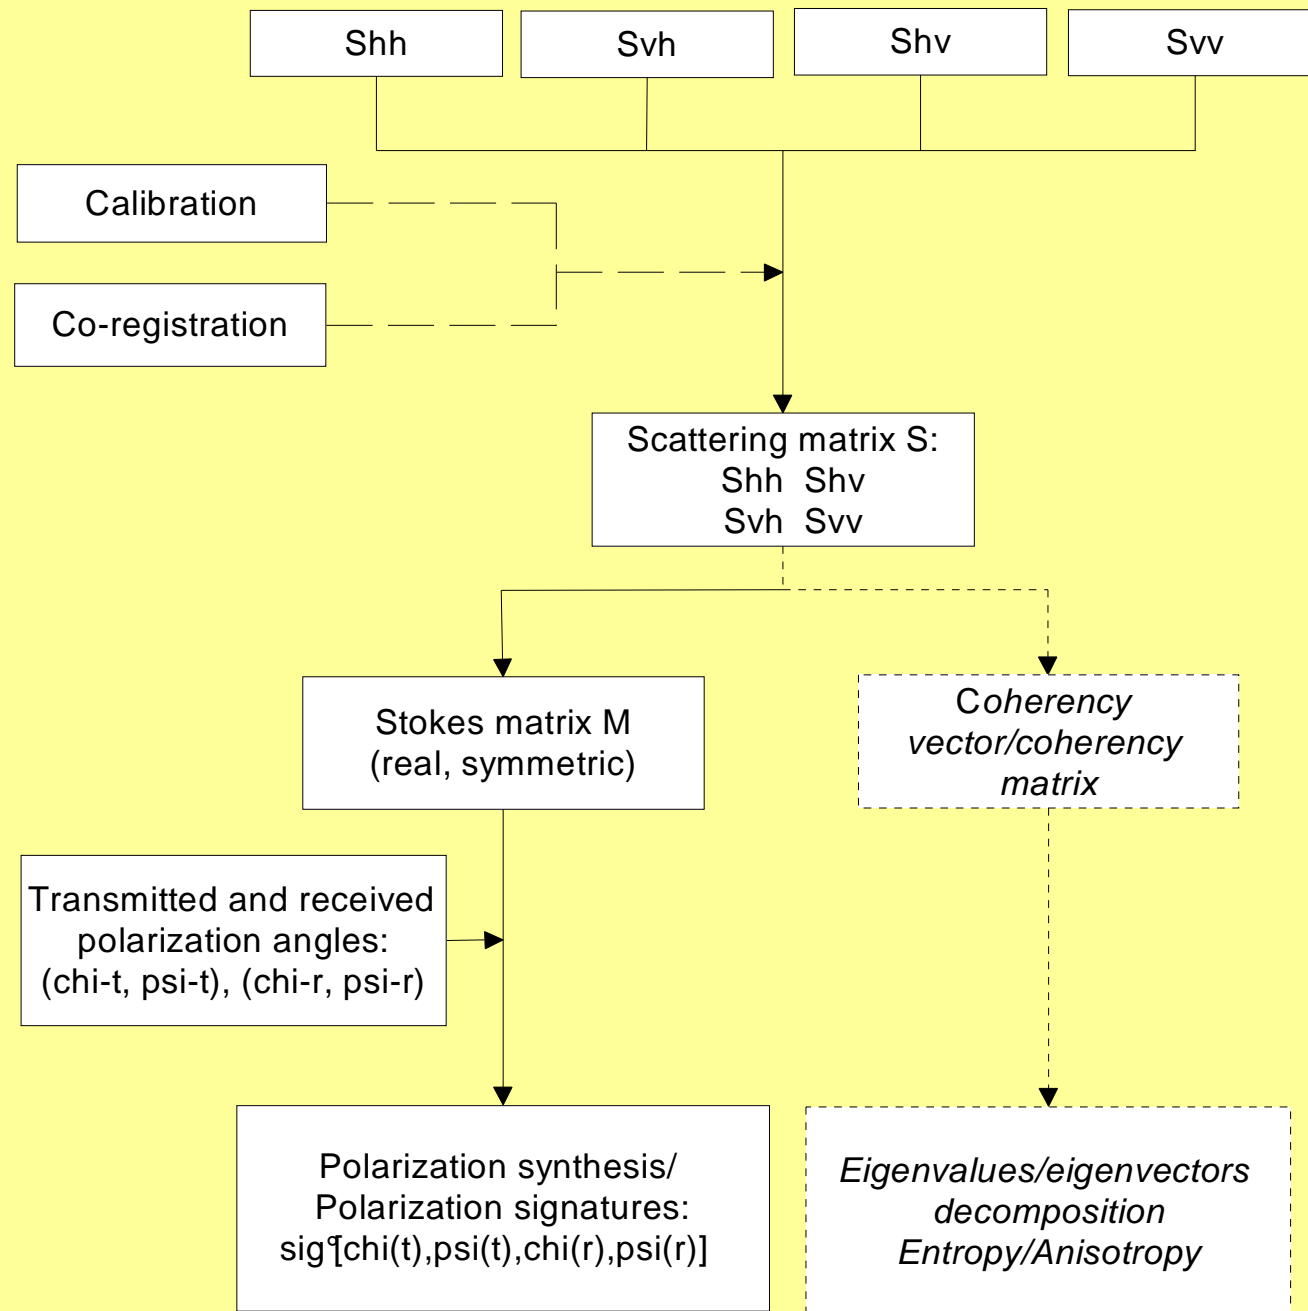 Shh
Svh
Shv
Svv
Calibration
Co-registration
Scattering matrix S:
Shh Shv
Svh Svv
Stokes matrix M
(real, symmetric)
Coherency
vector/coherency
matrix
Transmitted and received
polarization angles:
(chi-t, psi-t), (chi-r, psi-r)
Polarization synthesis/
Polarization signatures:
sig°[chi(t),psi(t),chi(r),psi(r)]
Eigenvalues/eigenvectors
decomposition
Entropy/Anisotropy